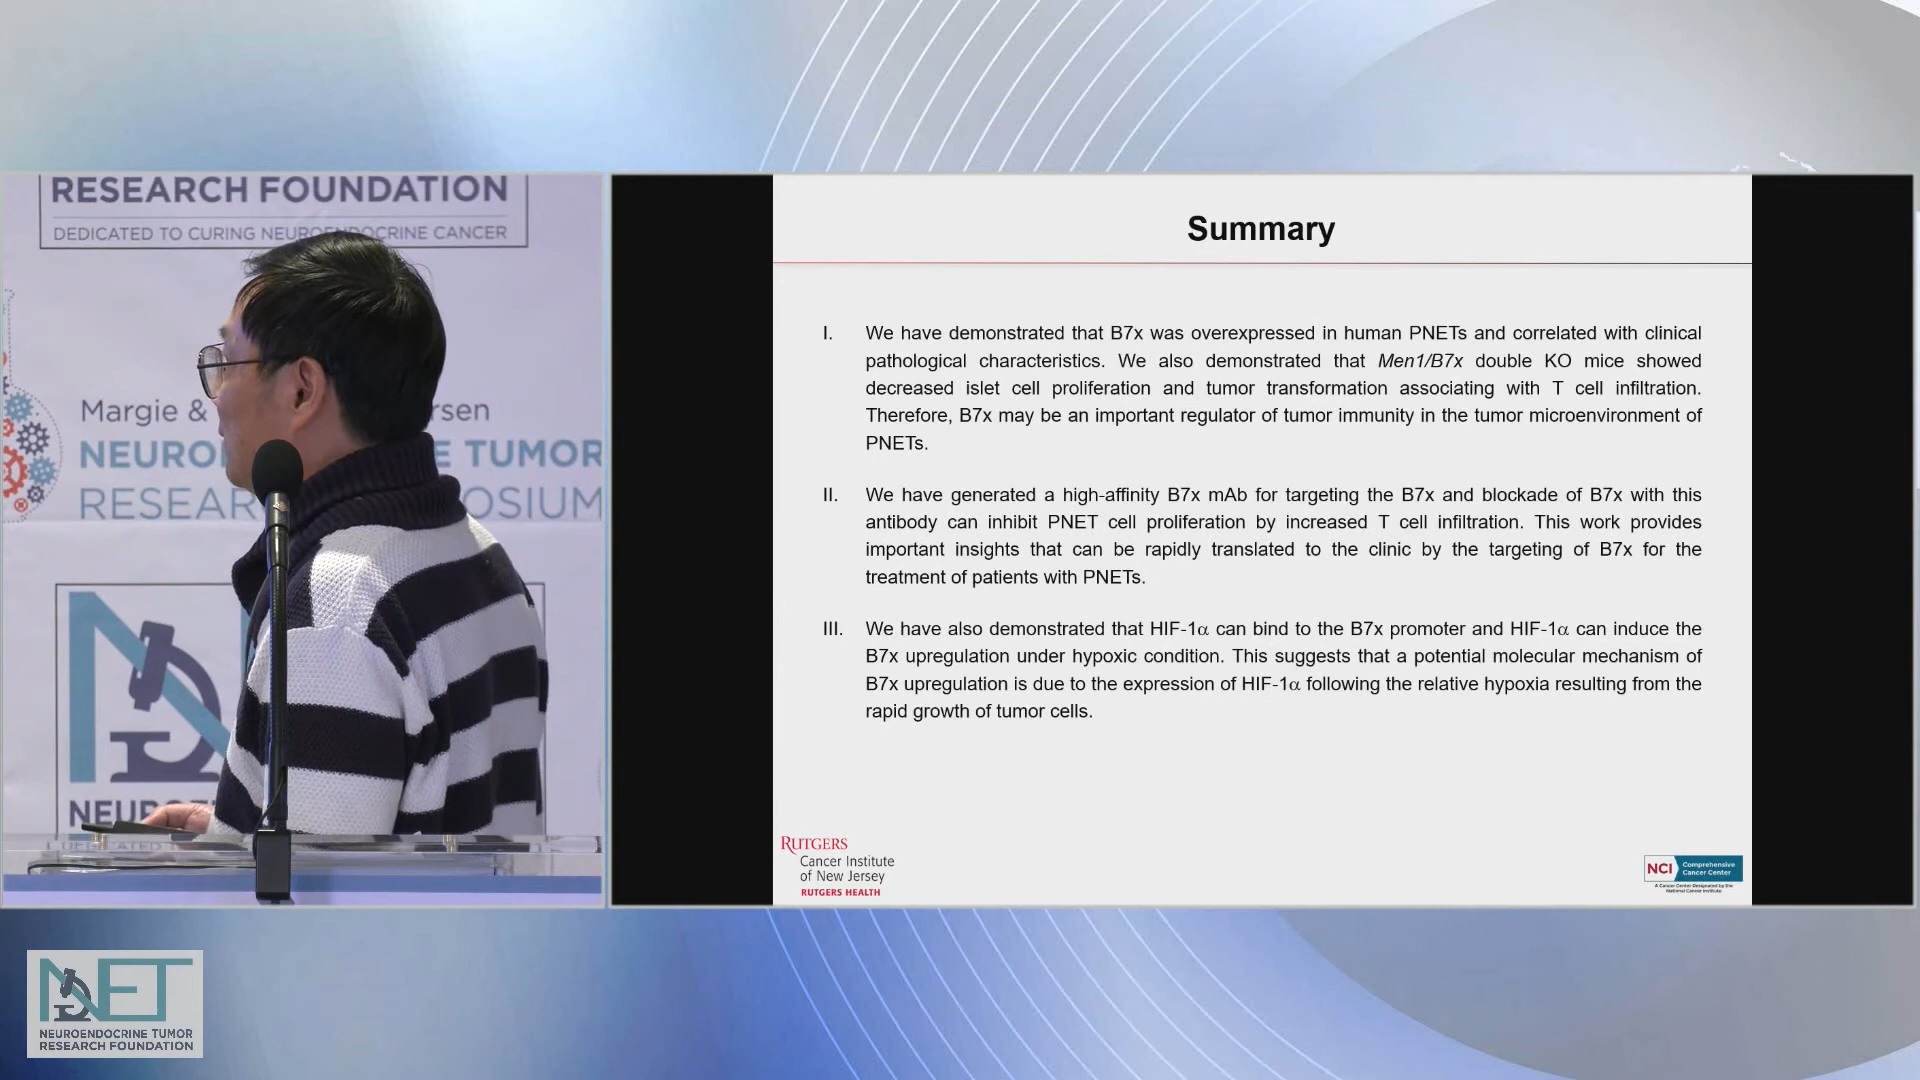 RESEARCH FOUNDATION
DEDICATED TO CURING NEUROENDOCRINE CANCER
Margie &
NEURO E TUMOR
RESEAR OSIUM
NEUROE
Summary
I. We have demonstrated that B7x was overexpressed in human PNETs and correlated with clinical
pathological characteristics. We also demonstrated that Men1/B7x double KO mice showed
decreased islet cell proliferation and tumor transformation associating with T cell infiltration.
Therefore, B7x may be an important regulator of tumor immunity in the tumor microenvironment of
PNETs.
II. We have generated a high-affinity B7x mAb for targeting the B7x and blockade of B7x with this
antibody can inhibit PNET cell proliferation by increased T cell infiltration. This work provides
important insights that can be rapidly translated to the clinic by the targeting of B7x for the
treatment of patients with PNETs.
III. We have also demonstrated that HIF-1α can bind to the B7x promoter and HIF-1α can induce the
B7x upregulation under hypoxic condition. This suggests that a potential molecular mechanism of
B7x upregulation is due to the expression of HIF-1α following the relative hypoxia resulting from the
rapid growth of tumor cells.
RUTGERS
Cancer Institute
of New Jersey
RUTGERS HEALTH
NCI Comprehensive
Cancer Center
A Cancer Center Designated by the
National Cancer Institute
NET
NEUROENDOCRINE TUMOR
RESEARCH FOUNDATION